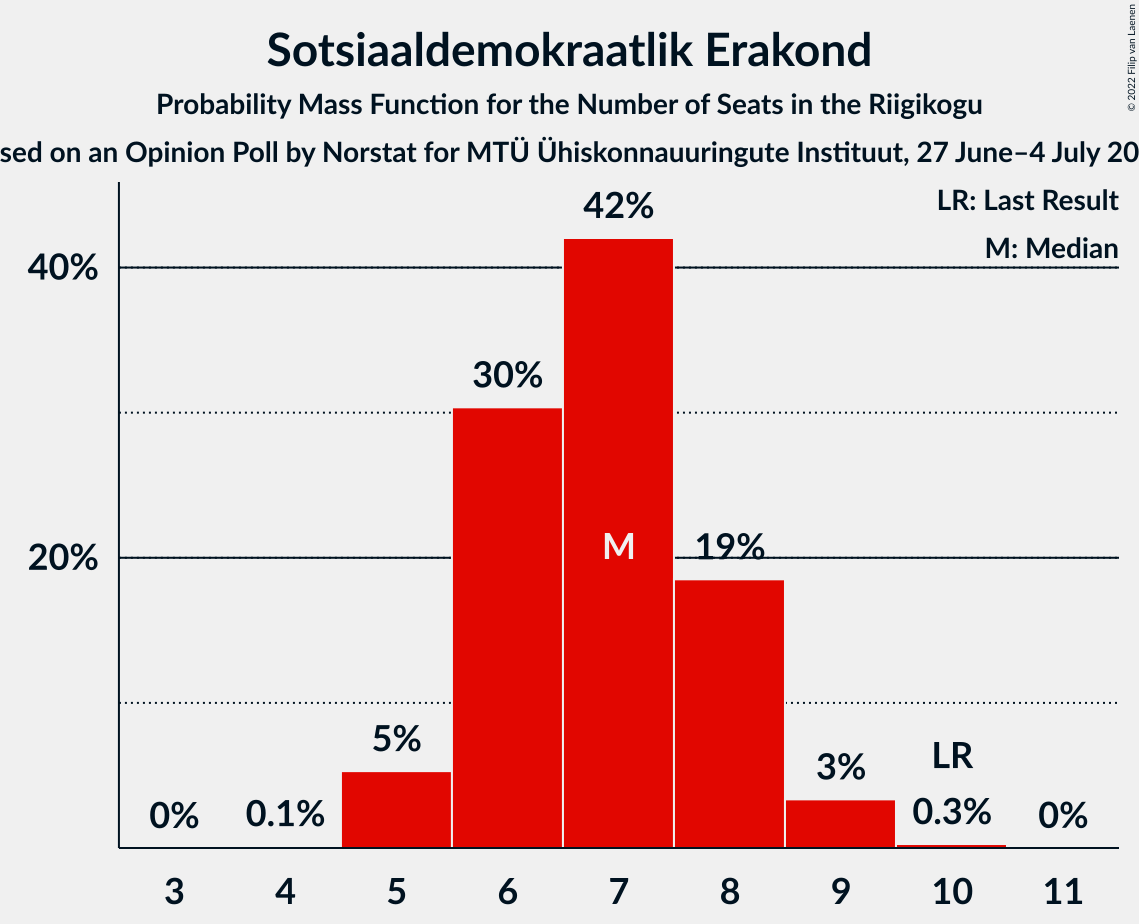 © 2022 Filip van Laenen
Sotsiaaldemokraatlik Erakond
Probability Mass Function for the Number of Seats in the Riigikogu
sed on an Opinion Poll by Norstat for MTÜ Ühiskonnauuringute Instituut, 27 June–4 July 20
LR: Last Result
M: Median
42%
40%
30%
M
19%
20%
5%
3%
LR
0%
0.1%
0.3%
0%
3 4 5 6 7 8 9 10 11